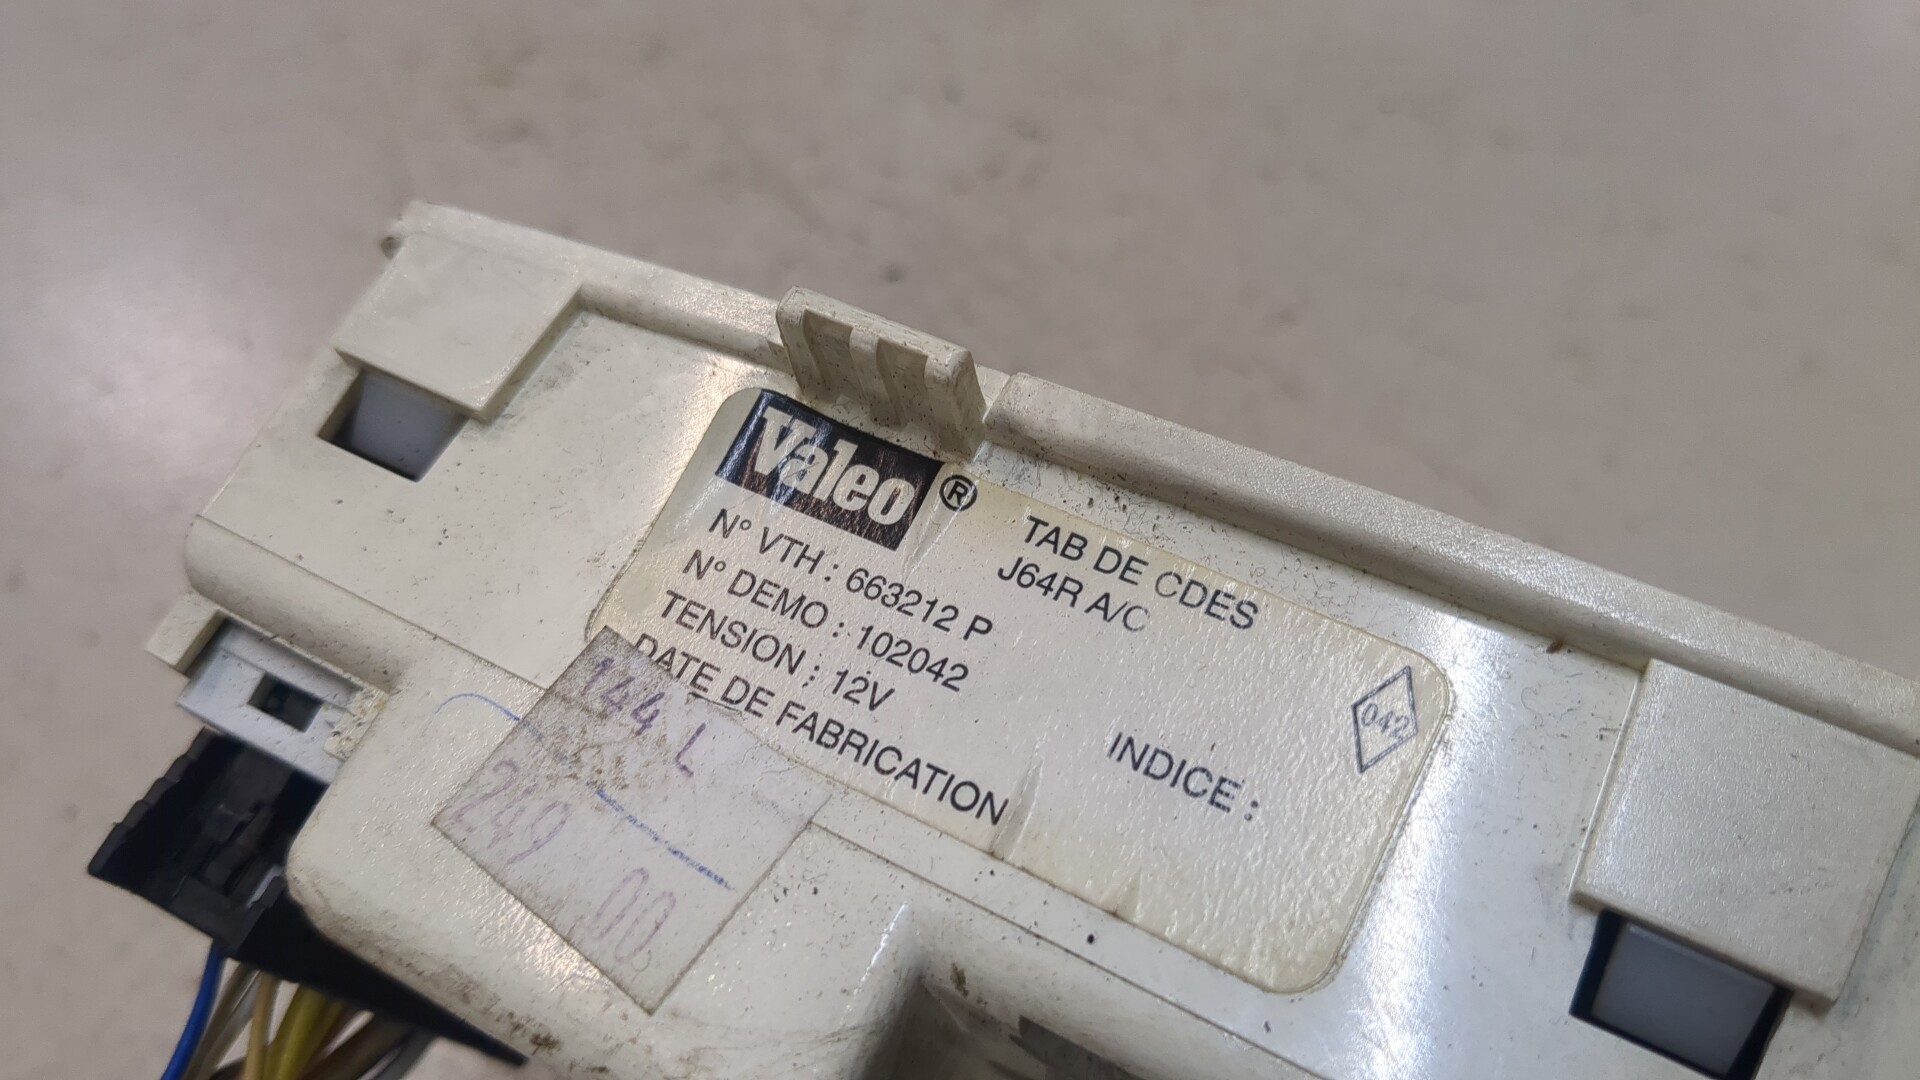 Valeo ®
TAB DE CDES
J64R A/C
N° VTH : 663212 P
N° DEMO : 102042
TENSION : 12V
DATE DE FABRICATION
INDICE :
042
144 L
249 00